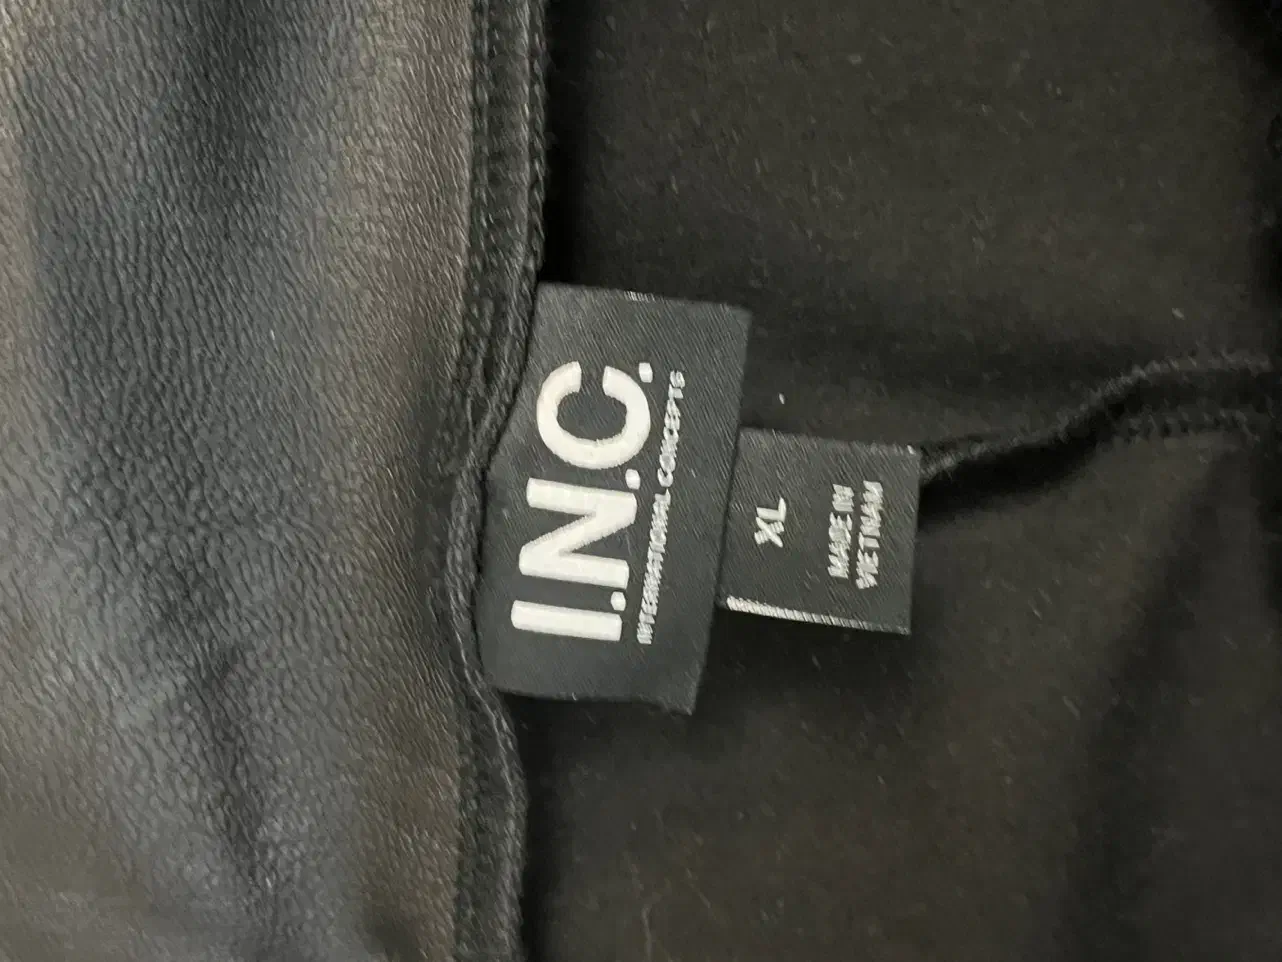 I.N.C.
INTERNATIONAL CONCEPTS
XL
MADE IN
VIETNAM